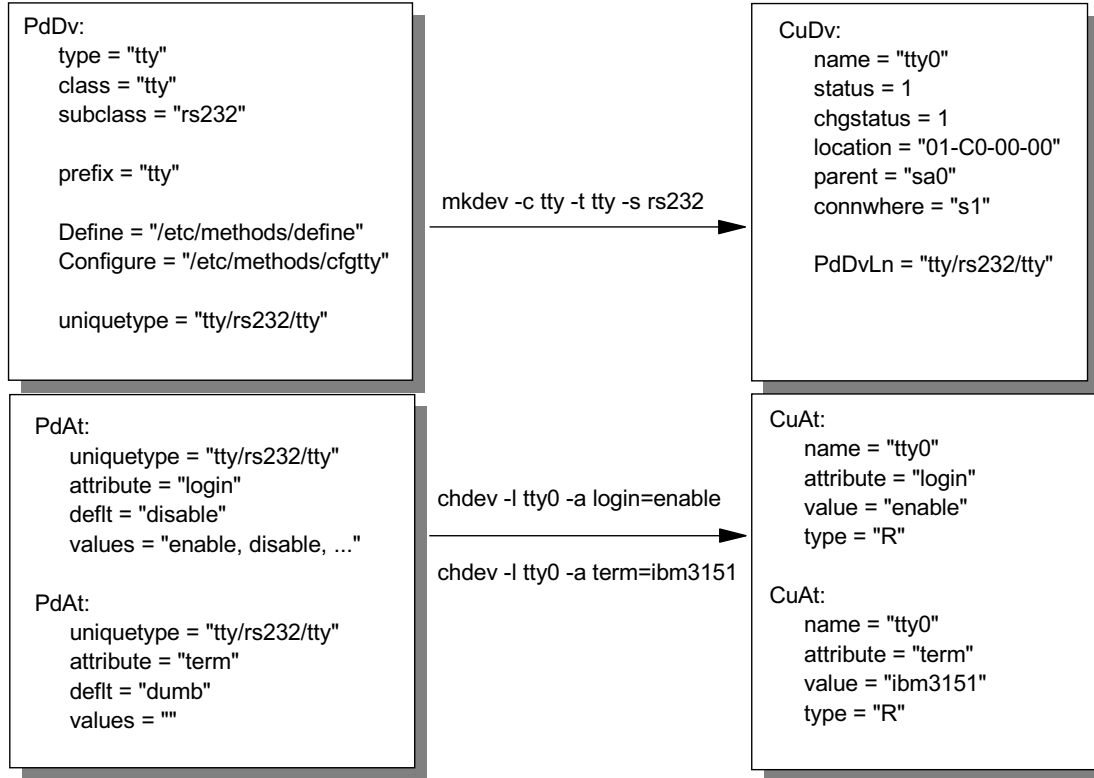 PdDv:
type = "tty"
class = "tty"
subclass = "rs232"
prefix = "tty"
Define = "/etc/methods/define"
Configure = "/etc/methods/cfgtty"
uniquetype = "tty/rs232/tty"
mkdev -c tty -t tty -s rs232
CuDv:
name = "tty0"
status = 1
chgstatus = 1
location = "01-C0-00-00"
parent = "sa0"
connwhere = "s1"
PdDvLn = "tty/rs232/tty"
PdAt:
uniquetype = "tty/rs232/tty"
attribute = "login"
deflt = "disable"
values = "enable, disable, ..."
PdAt:
uniquetype = "tty/rs232/tty"
attribute = "term"
deflt = "dumb"
values = ""
chdev -l tty0 -a login=enable
chdev -l tty0 -a term=ibm3151
CuAt:
name = "tty0"
attribute = "login"
value = "enable"
type = "R"
CuAt:
name = "tty0"
attribute = "term"
value = "ibm3151"
type = "R"